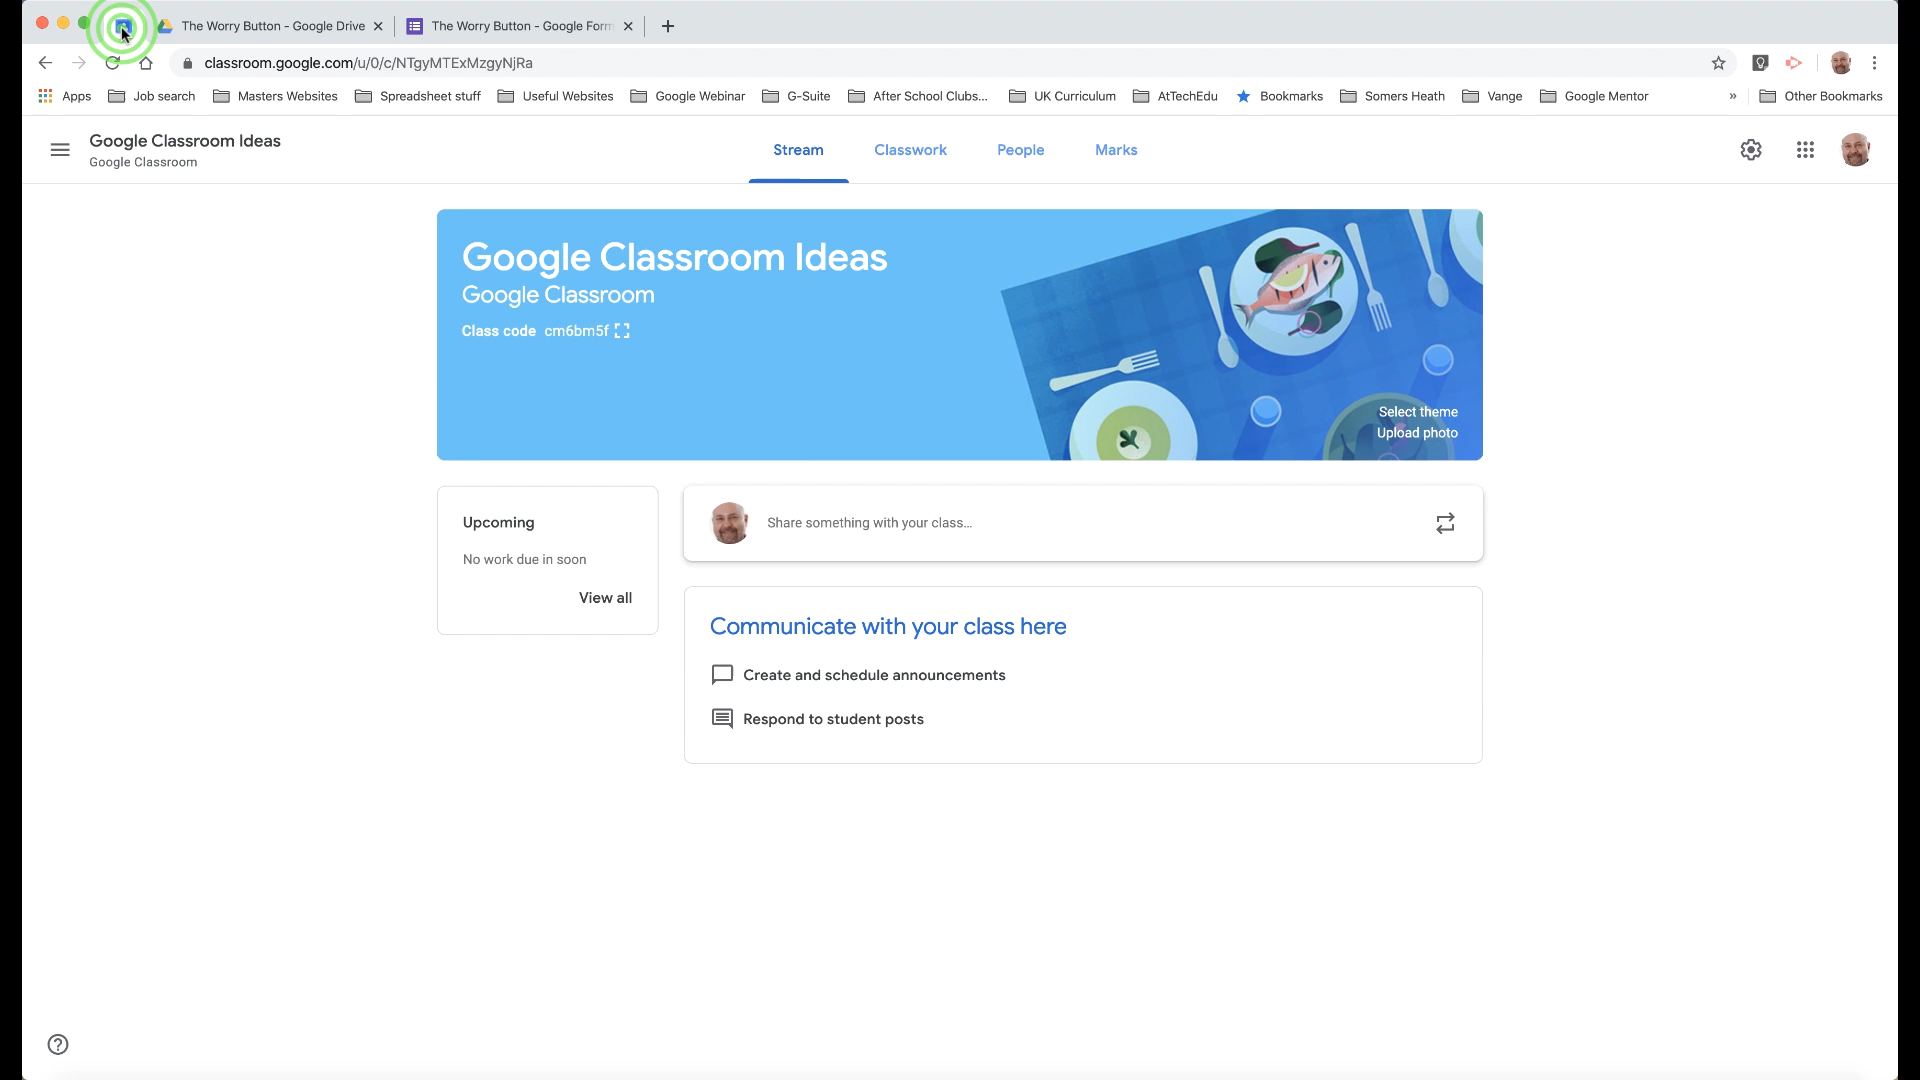 The Worry Button - Google Drive
The Worry Button - Google Form
classroom.google.com/u/0/c/NTgyMTExMzgyNjRa
Apps Job search Masters Websites Spreadsheet stuff Useful Websites Google Webinar G-Suite After School Clubs... UK Curriculum AtTechEdu Bookmarks Somers Heath Vange Google Mentor » Other Bookmarks
Google Classroom Ideas
Google Classroom
Stream Classwork People Marks
Google Classroom Ideas
Google Classroom
Class code cm6bm5f
Select theme
Upload photo
Upcoming
No work due in soon
View all
Share something with your class...
Communicate with your class here
Create and schedule announcements
Respond to student posts